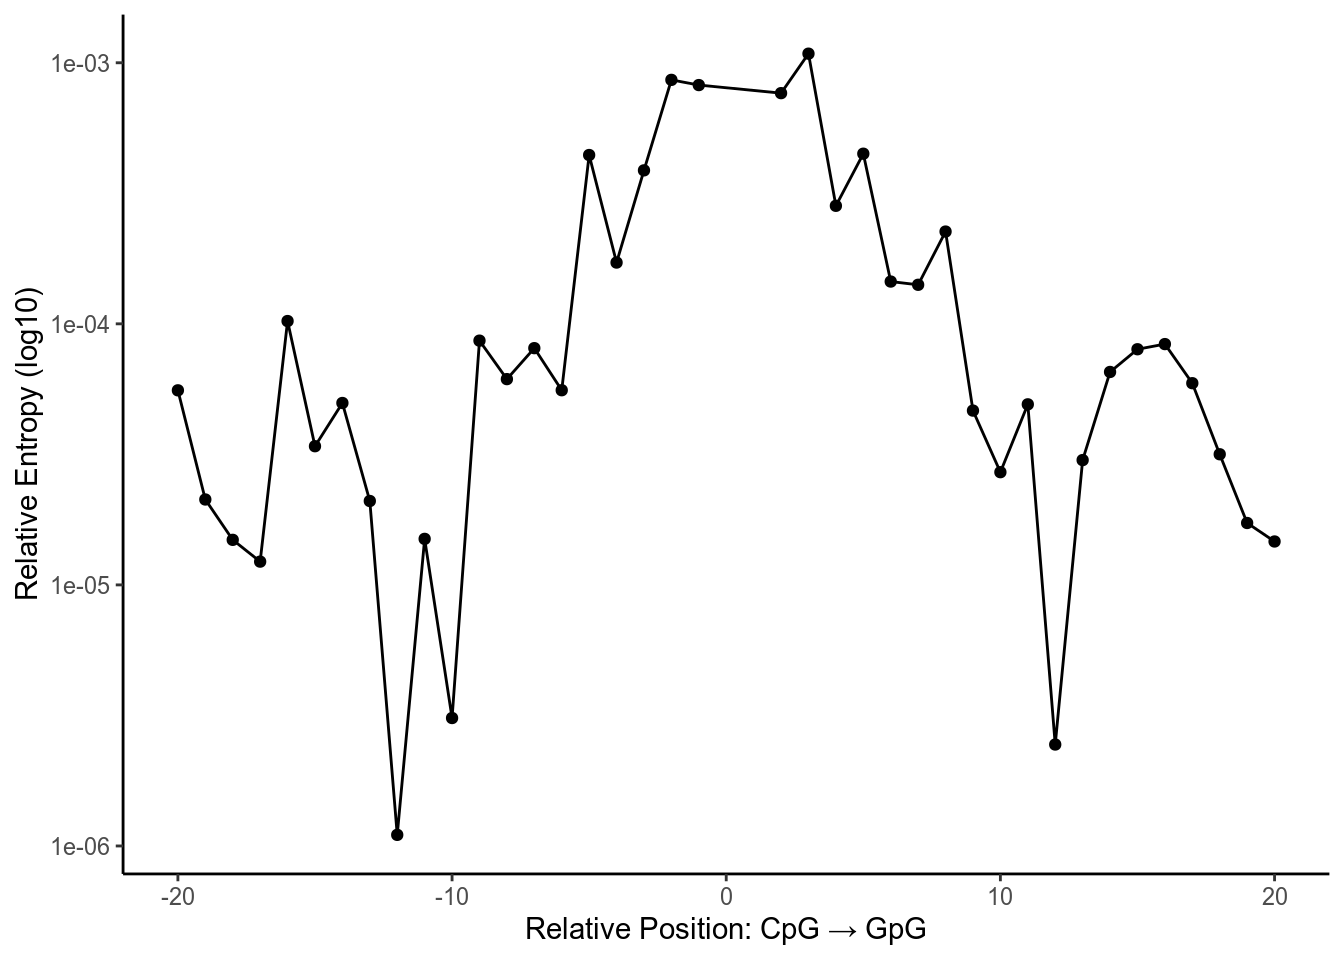 Relative Entropy (log10)
1e-03
1e-04
1e-05
1e-06
-20 -10 0 10 20
Relative Position: CpG → GpG